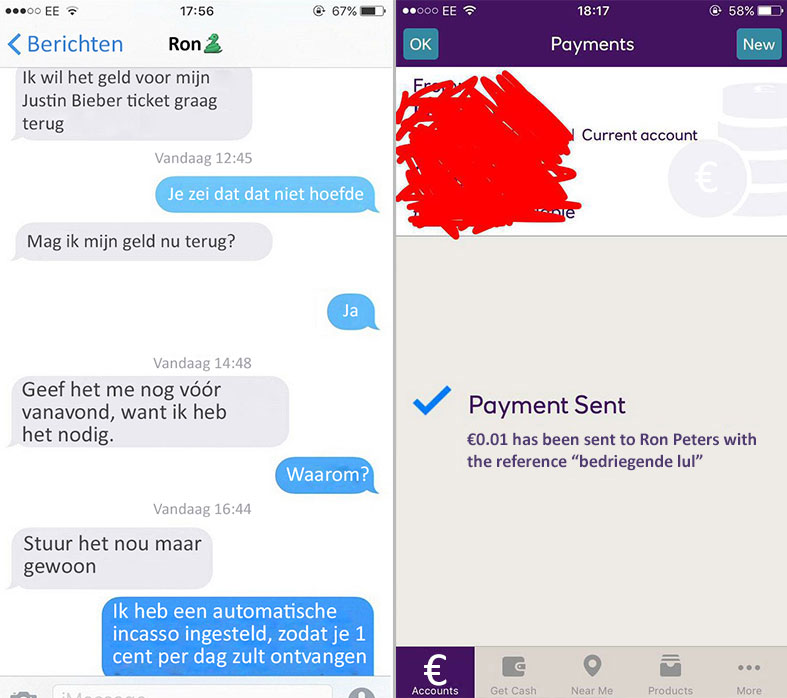 EE
17:56
67%
Berichten
Ron
Ik wil het geld voor mijn
Justin Bieber ticket graag
terug
Vandaag 12:45
Je zei dat dat niet hoefde
Mag ik mijn geld nu terug?
Ja
Vandaag 14:48
Geef het me nog vóór
vanavond, want ik heb
het nodig.
Waarom?
Vandaag 16:44
Stuur het nou maar
gewoon
Ik heb een automatische
incasso ingesteld, zodat je 1
cent per dag zult ontvangen
iMessage
EE
18:17
58%
OK
Payments
New
Current account
€
Payment Sent
€0.01 has been sent to Ron Peters with
the reference “bedriegende lul”
€
Accounts
Get Cash
Near Me
Products
More